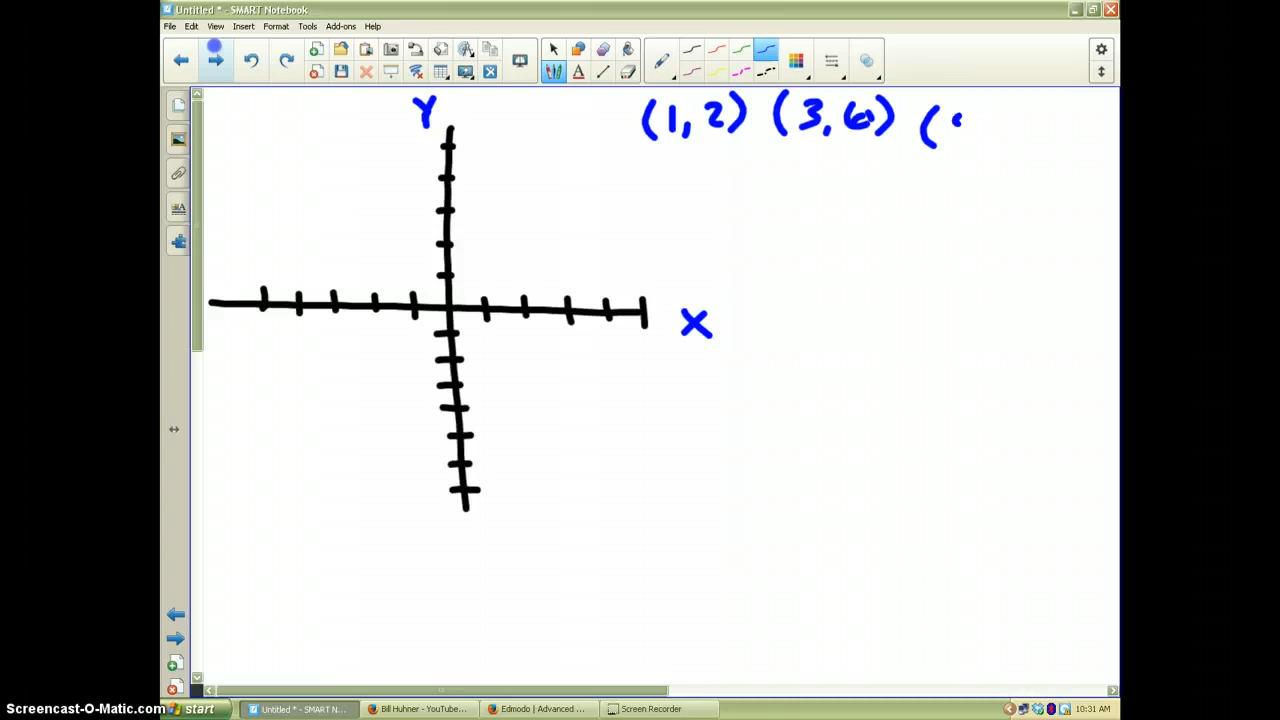 Untitled * - SMART Notebook
File Edit View Insert Format Tools Add-ons Help
Y
(1,2) (3,6) (
X
Screencast-O-Matic.com
start
Untitled * - SMART N...
Bill Huhner - YouTube...
Edmodo | Advanced ...
Screen Recorder
10:31 AM